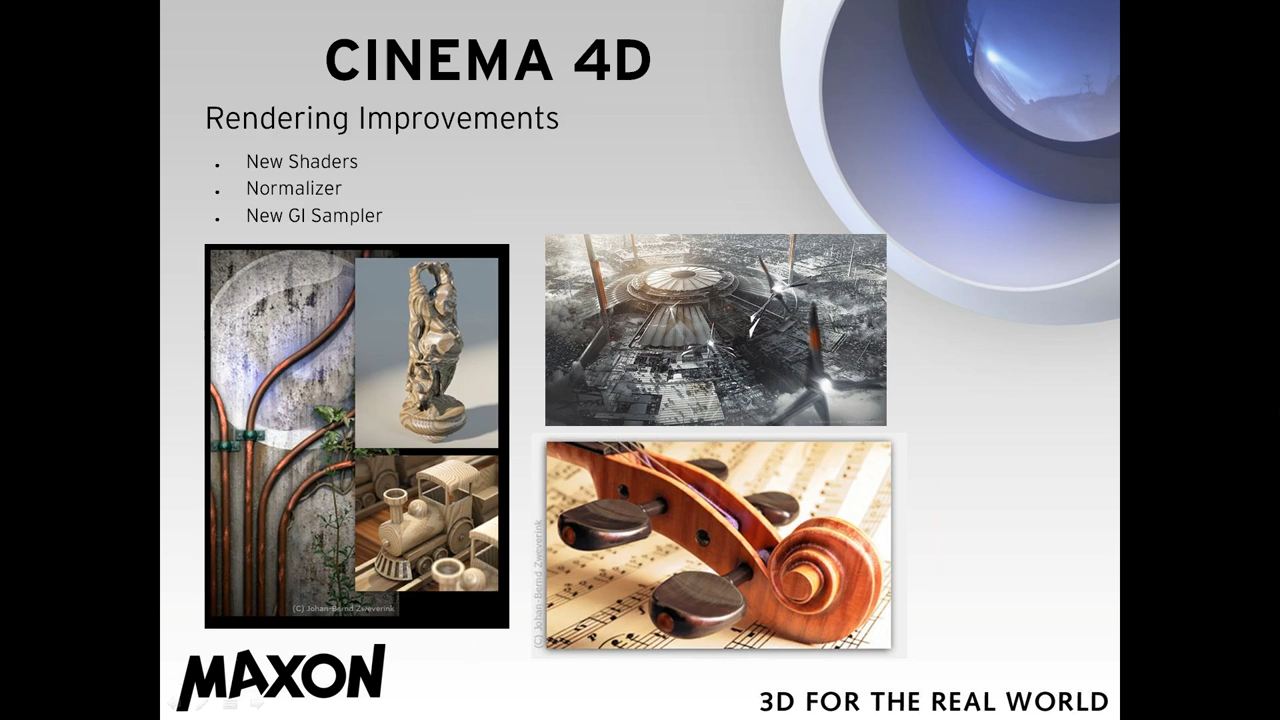 CINEMA 4D
Rendering Improvements
. New Shaders
. Normalizer
. New GI Sampler
(C) Johan-Bernd Zweverink
(C) Johan-Bernd Zweverink
MAXON
3D FOR THE REAL WORLD